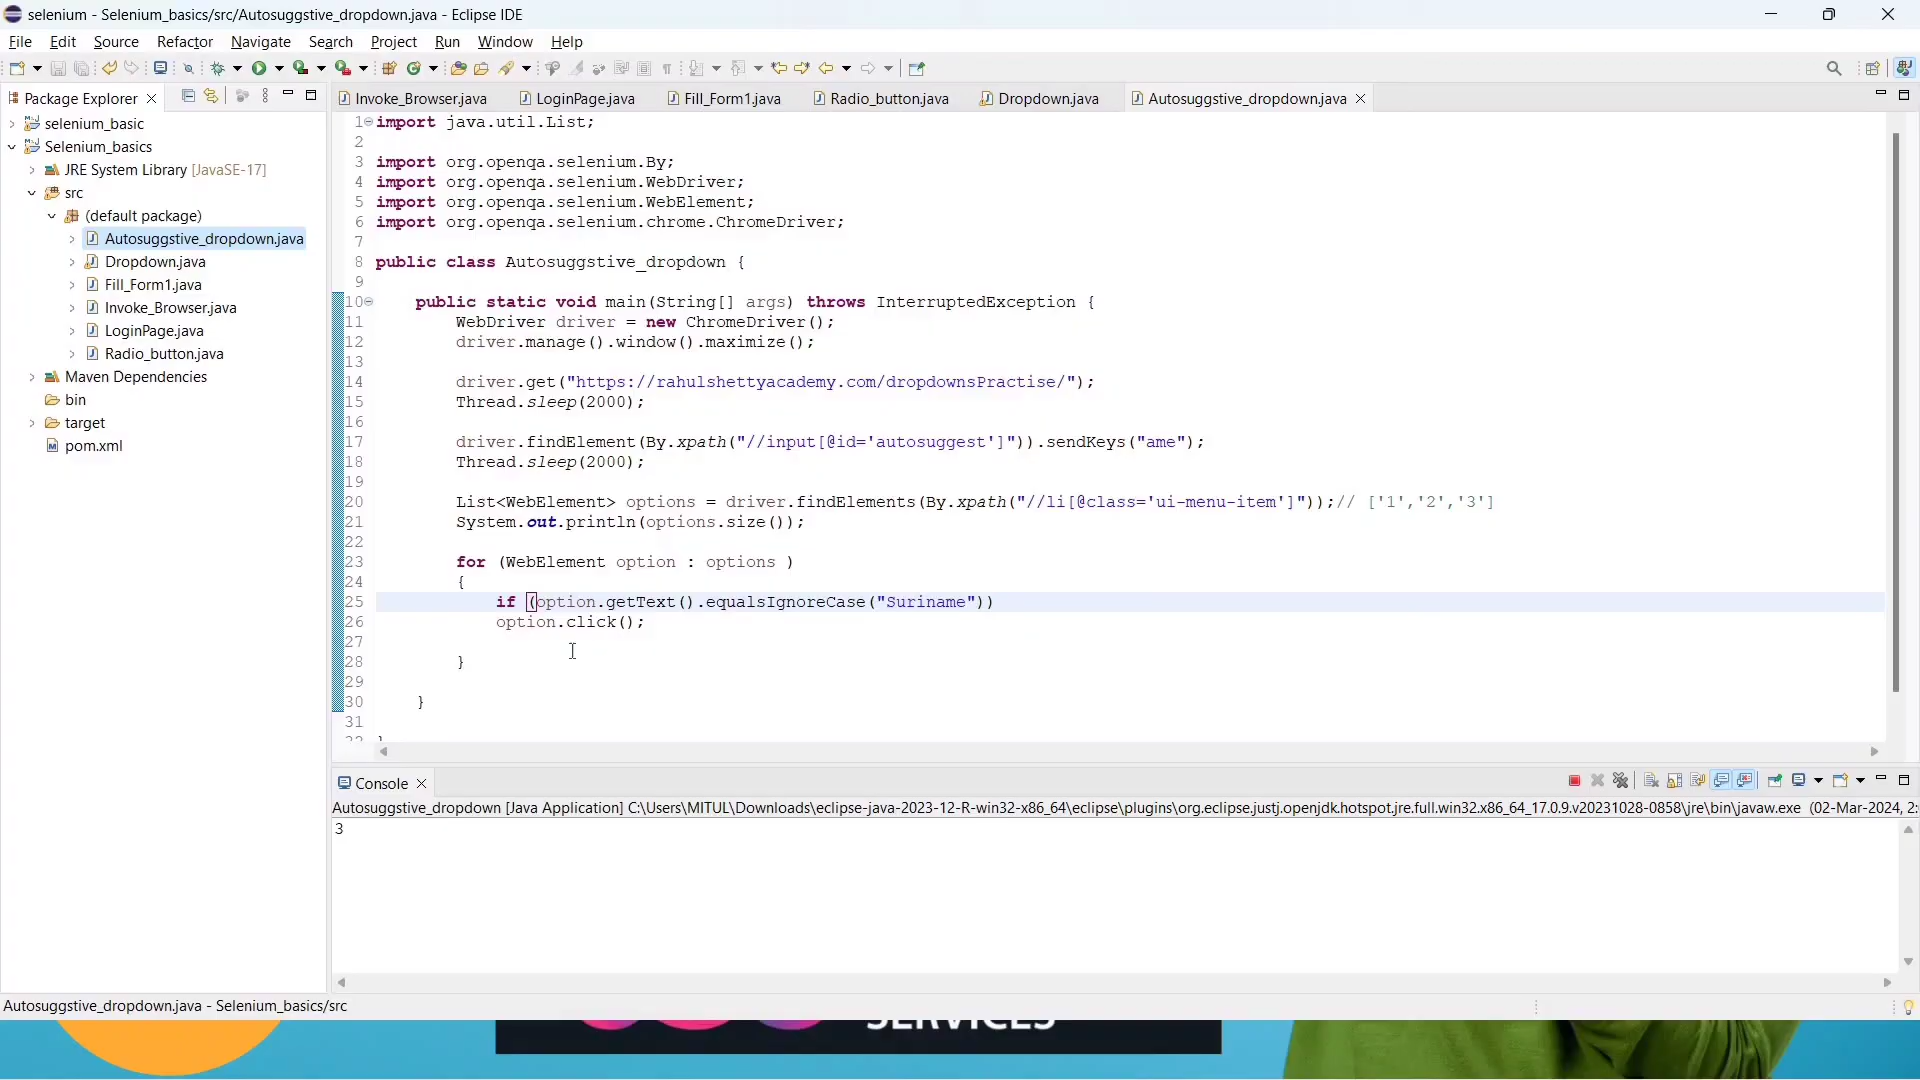 selenium - Selenium_basics/src/Autosuggstive_dropdown.java - Eclipse IDE
File Edit Source Refactor Navigate Search Project Run Window Help
Package Explorer
Invoke_Browser.java LoginPage.java Fill_Form1.java Radio_button.java Dropdown.java Autosuggstive_dropdown.java
selenium_basic
Selenium_basics
JRE System Library [JavaSE-17]
src
(default package)
Autosuggstive_dropdown.java
Dropdown.java
Fill_Form1.java
Invoke_Browser.java
LoginPage.java
Radio_button.java
Maven Dependencies
bin
target
pom.xml
1 import java.util.List;
2
3 import org.openqa.selenium.By;
4 import org.openqa.selenium.WebDriver;
5 import org.openqa.selenium.WebElement;
6 import org.openqa.selenium.chrome.ChromeDriver;
7
8 public class Autosuggstive_dropdown {
9
10 public static void main(String[] args) throws InterruptedException {
11 WebDriver driver = new ChromeDriver();
12 driver.manage().window().maximize();
13
14 driver.get("https://rahulshettyacademy.com/dropdownsPractise/");
15 Thread.sleep(2000);
16
17 driver.findElement(By.xpath("//input[@id='autosuggest']")).sendKeys("ame");
18 Thread.sleep(2000);
19
20 List<WebElement> options = driver.findElements(By.xpath("//li[@class='ui-menu-item']"));// ['1','2','3']
21 System.out.println(options.size());
22
23 for (WebElement option : options )
24 {
25 if (option.getText().equalsIgnoreCase("Suriname"))
26 option.click();
27
28 }
29
30 }
31
Console
Autosuggstive_dropdown [Java Application] C:\Users\MITUL\Downloads\eclipse-java-2023-12-R-win32-x86_64\eclipse\plugins\org.eclipse.justj.openjdk.hotspot.jre.full.win32.x86_64_17.0.9.v20231028-0858\jre\bin\javaw.exe (02-Mar-2024, 2:
3
Autosuggstive_dropdown.java - Selenium_basics/src
SERVICES